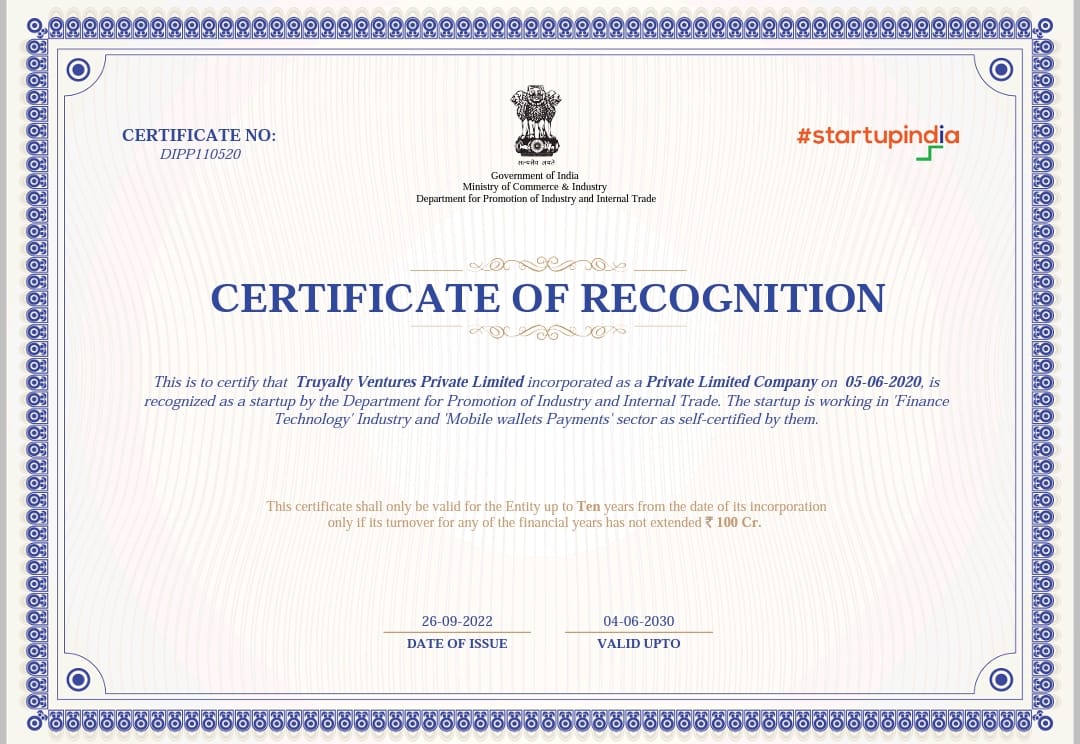 CERTIFICATE NO:
DIPP110520
सत्यमेव जयते
#startupindia
Government of India
Ministry of Commerce & Industry
Department for Promotion of Industry and Internal Trade
CERTIFICATE OF RECOGNITION
This is to certify that Truyalty Ventures Private Limited incorporated as a Private Limited Company on 05-06-2020, is
recognized as a startup by the Department for Promotion of Industry and Internal Trade. The startup is working in 'Finance
Technology' Industry and 'Mobile wallets Payments' sector as self-certified by them.
This certificate shall only be valid for the Entity up to Ten years from the date of its incorporation
only if its turnover for any of the financial years has not extended ₹ 100 Cr.
26-09-2022
DATE OF ISSUE
04-06-2030
VALID UPTO